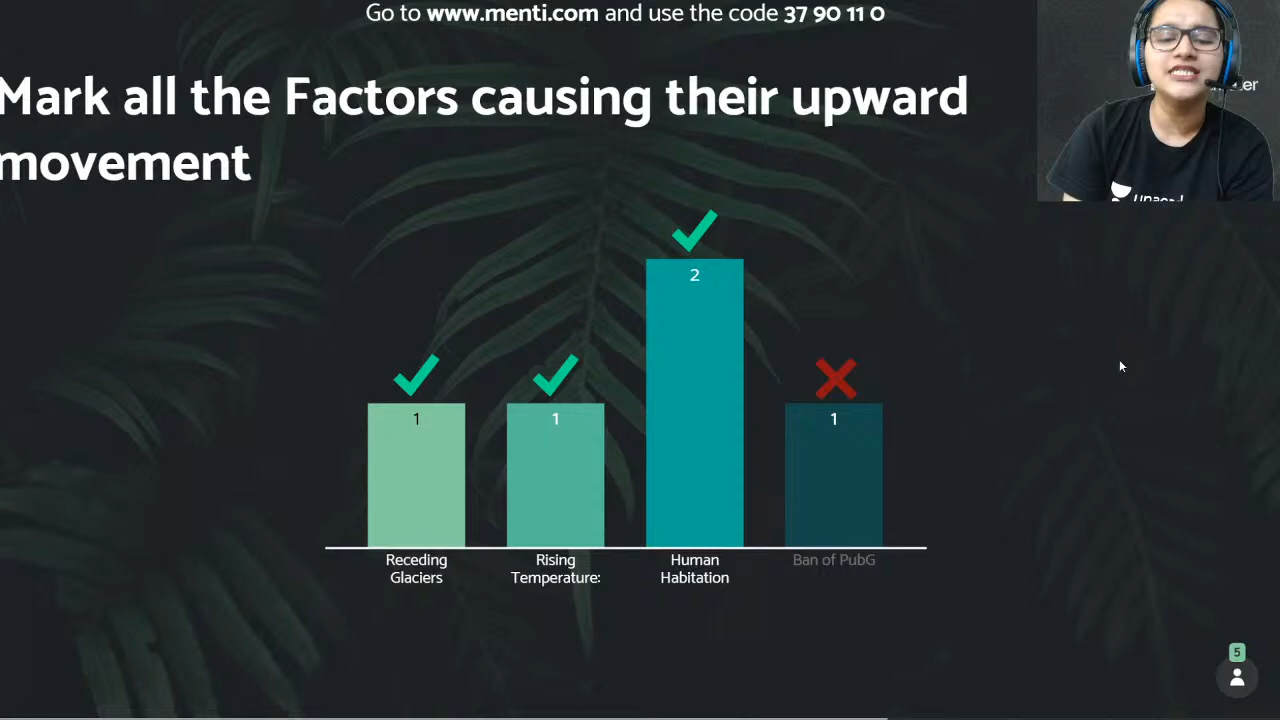 Go to www.menti.com and use the code 37 90 11 0
Mark all the Factors causing their upward
movement
2
1
1
1
Receding
Glaciers
Rising
Temperature:
Human
Habitation
Ban of PubG
5